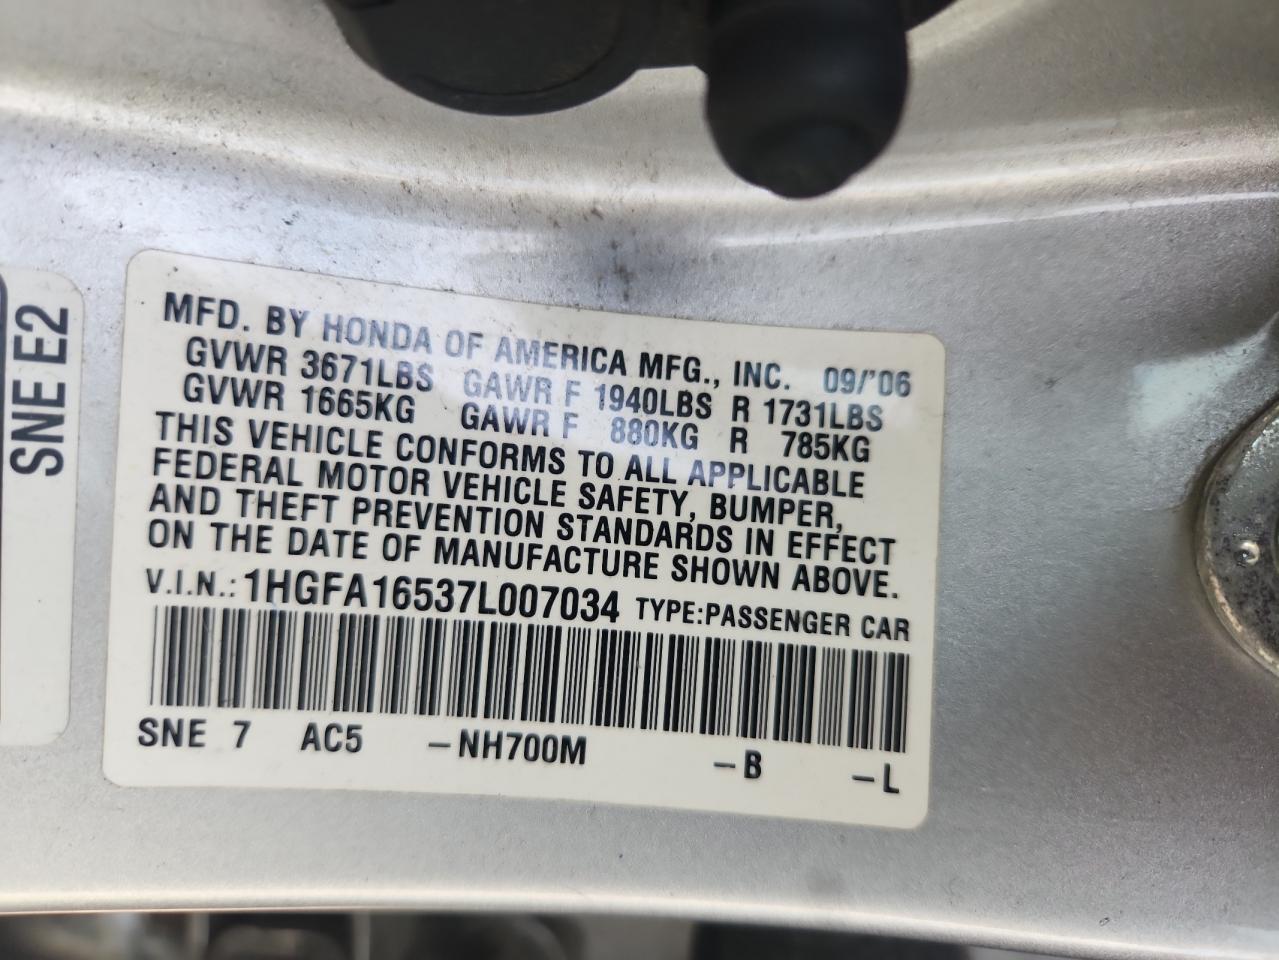 SNE E2
MFD. BY HONDA OF AMERICA MFG., INC. 09/'06
GVWR 3671LBS GAWR F 1940LBS R 1731LBS
GVWR 1665KG GAWR F 880KG R 785KG
THIS VEHICLE CONFORMS TO ALL APPLICABLE
FEDERAL MOTOR VEHICLE SAFETY, BUMPER,
AND THEFT PREVENTION STANDARDS IN EFFECT
ON THE DATE OF MANUFACTURE SHOWN ABOVE.
V.I.N.: 1HGFA16537L007034 TYPE:PASSENGER CAR
SNE 7 AC5 -NH700M -B -L